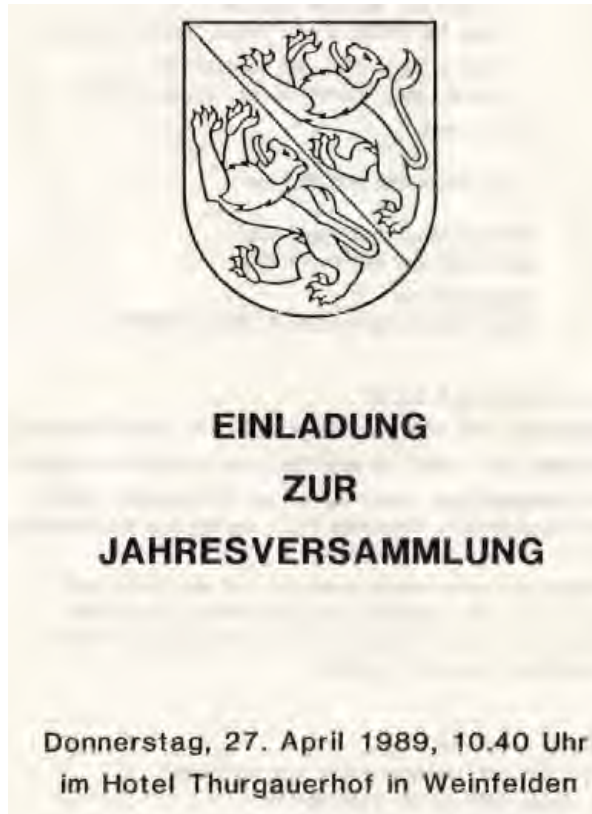 EINLADUNG
ZUR
JAHRESVERSAMMLUNG
Donnerstag, 27. April 1989, 10.40 Uhr
im Hotel Thurgauerhof in Weinfelden